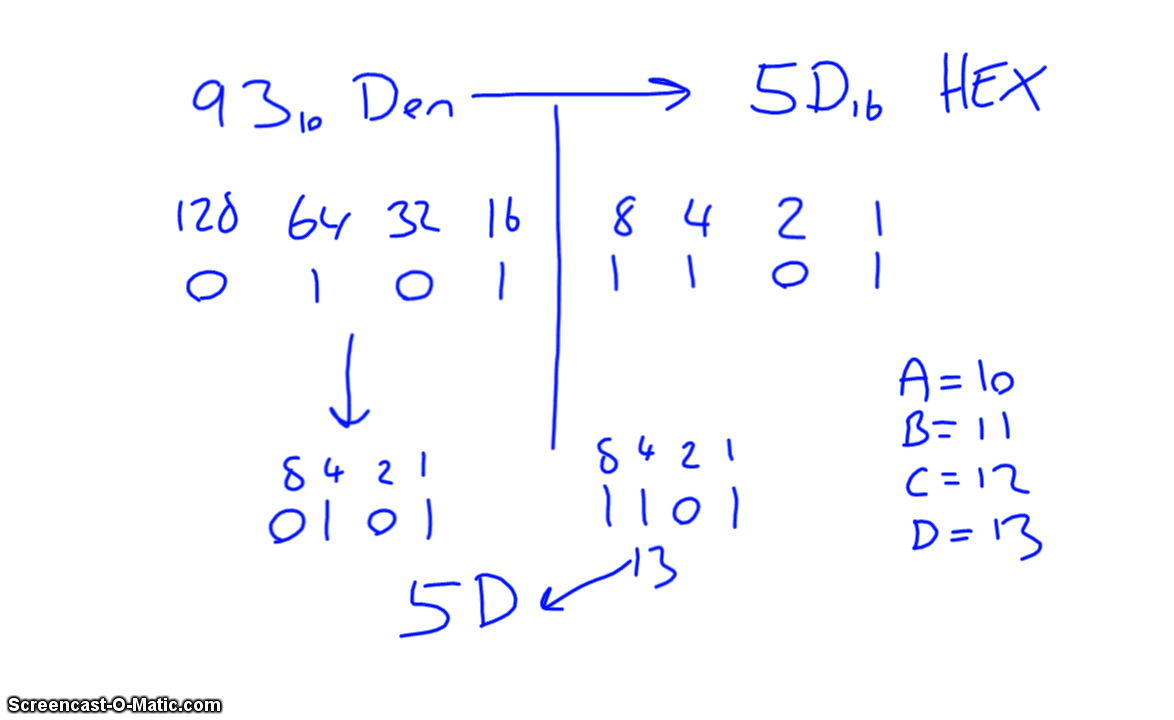 93₁₀ Den → 5D₁₆ HEX
128 64 32 16 8 4 2 1
0 1 0 1 1 1 0 1
A = 10
B = 11
8 4 2 1 8 4 2 1
C = 12
0 1 0 1 1 1 0 1
D = 13
13
5D
Screencast-O-Matic.com